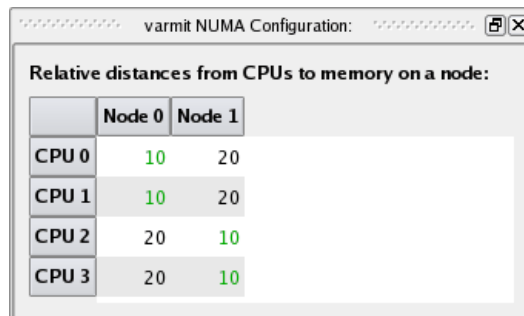 varmit NUMA Configuration:
Relative distances from CPUs to memory on a node:
Node 0 Node 1
CPU 0 10 20
CPU 1 10 20
CPU 2 20 10
CPU 3 20 10